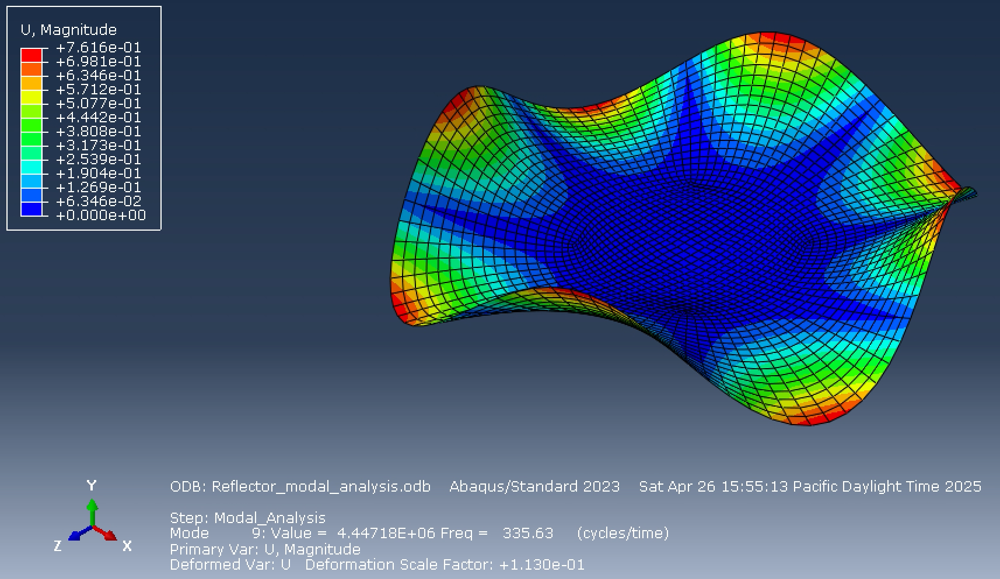 U, Magnitude
+7.616e-01
+6.981e-01
+6.346e-01
+5.712e-01
+5.077e-01
+4.442e-01
+3.808e-01
+3.173e-01
+2.539e-01
+1.904e-01
+1.269e-01
+6.346e-02
+0.000e+00
Y
Z
X
ODB: Reflector_modal_analysis.odb Abaqus/Standard 2023 Sat Apr 26 15:55:13 Pacific Daylight Time 2025
Step: Modal_Analysis
Mode 9: Value = 4.44718E+06 Freq = 335.63 (cycles/time)
Primary Var: U, Magnitude
Deformed Var: U Deformation Scale Factor: +1.130e-01